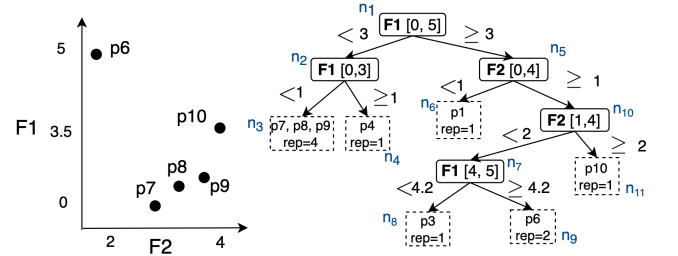 5
3.5
0
F1
2
4
F2
p6
p10
p8
p7
p9
n1
F1 [0, 5]
< 3
≥ 3
n2
F1 [0,3]
n5
F2 [0,4]
<1
≥1
<1
≥ 1
n3
p7, p8, p9
rep=4
p4
rep=1
n4
n6
p1
rep=1
n10
F2 [1,4]
< 2
≥ 2
n7
F1 [4, 5]
p10
rep=1
n11
<4.2
≥ 4.2
n8
p3
rep=1
p6
rep=2
n9